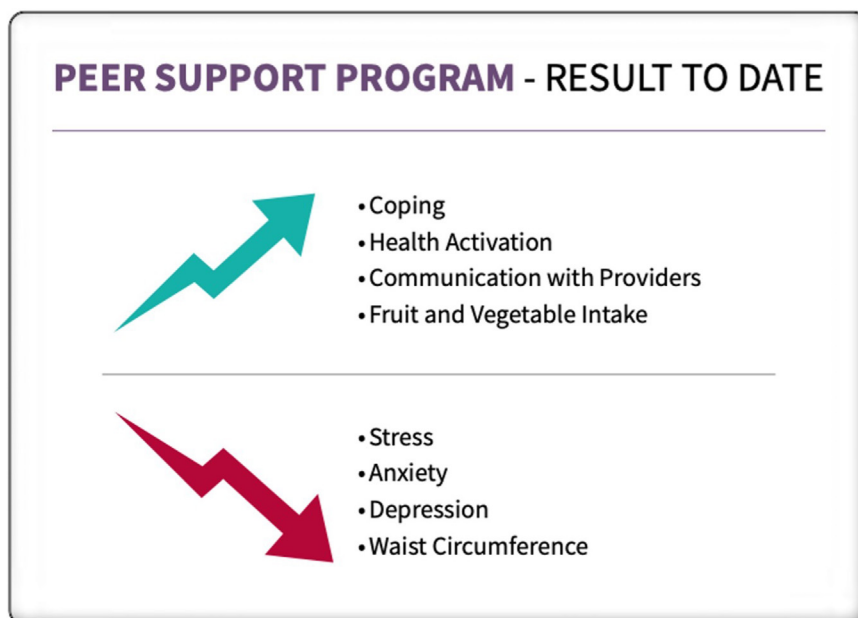 PEER SUPPORT PROGRAM - RESULT TO DATE
• Coping
• Health Activation
• Communication with Providers
• Fruit and Vegetable Intake
• Stress
• Anxiety
• Depression
• Waist Circumference